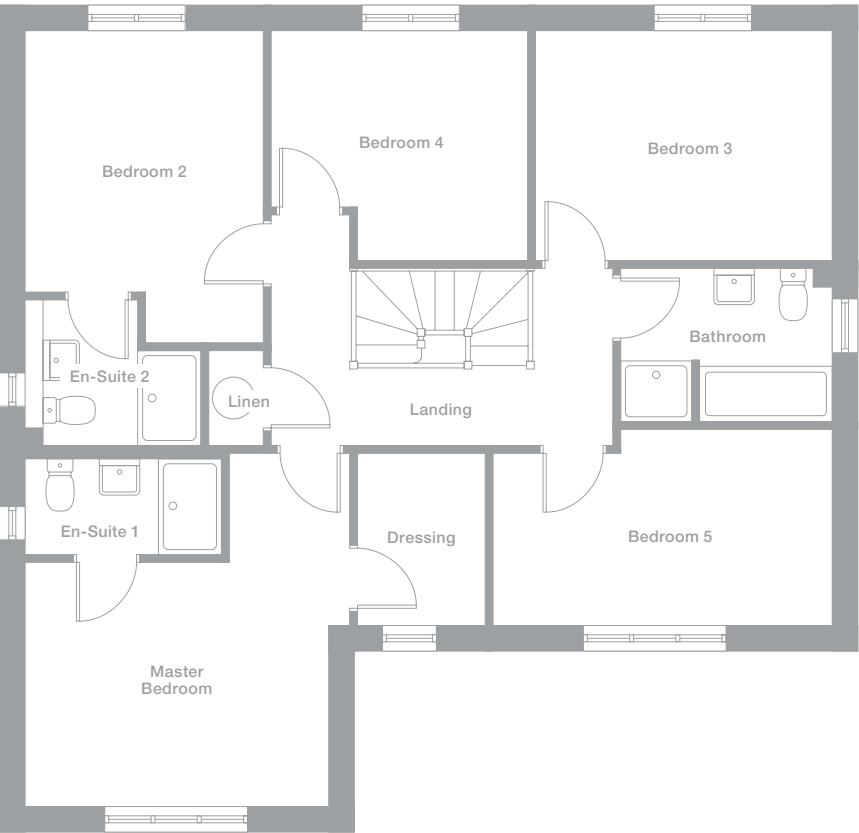 Bedroom 2
Bedroom 4
Bedroom 3
Bathroom
En-Suite 2
Linen
Landing
En-Suite 1
Dressing
Bedroom 5
Master
Bedroom